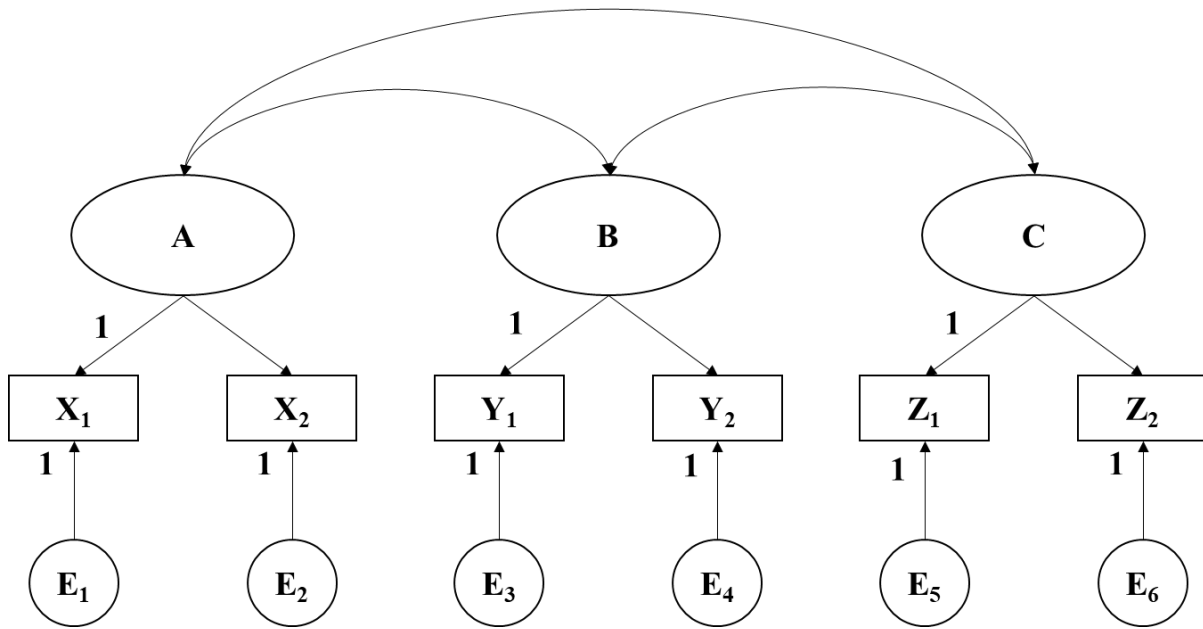 A B C
1 1 1
X₁ X₂ Y₁ Y₂ Z₁ Z₂
1 1 1 1 1 1
E₁ E₂ E₃ E₄ E₅ E₆